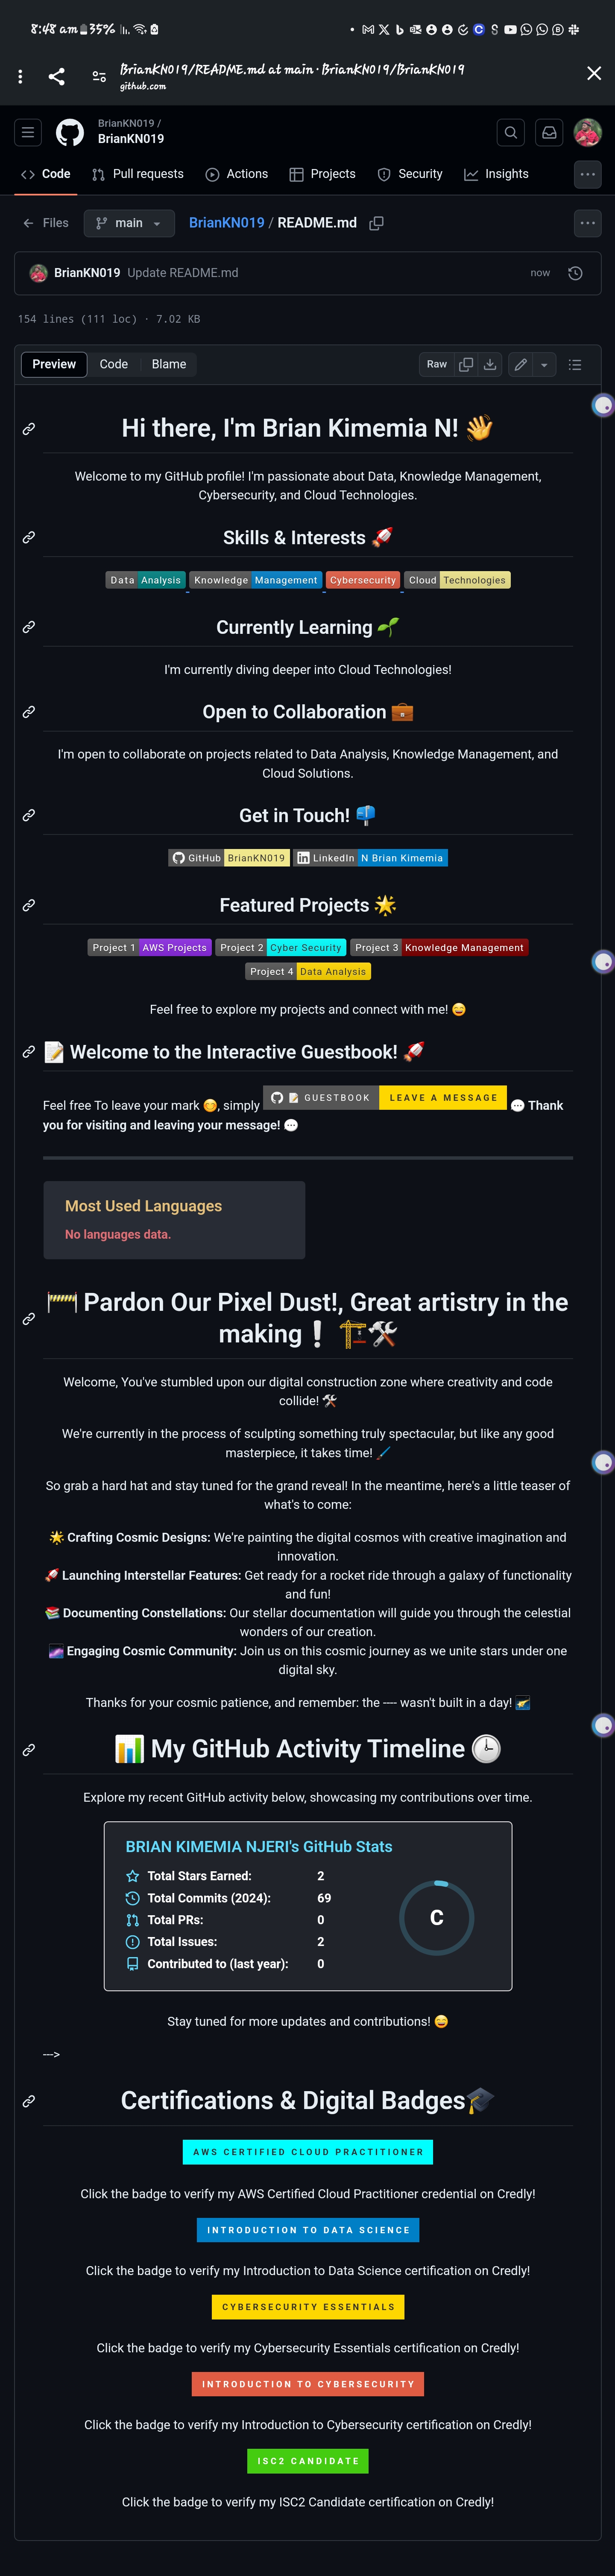 8:48 am 35%
BrianKN019/README.md at main · BrianKN019/BrianKN019
github.com
BrianKN019 /
BrianKN019
Code Pull requests Actions Projects Security Insights
Files main BrianKN019 / README.md
BrianKN019 Update README.md now
154 lines (111 loc) · 7.02 KB
Preview Code Blame Raw
Hi there, I'm Brian Kimemia N! 👋
Welcome to my GitHub profile! I'm passionate about Data, Knowledge Management,
Cybersecurity, and Cloud Technologies.
Skills & Interests 🚀
Data Analysis Knowledge Management Cybersecurity Cloud Technologies
Currently Learning 🌱
I'm currently diving deeper into Cloud Technologies!
Open to Collaboration 💼
I'm open to collaborate on projects related to Data Analysis, Knowledge Management, and
Cloud Solutions.
Get in Touch! 📫
GitHub BrianKN019 LinkedIn N Brian Kimemia
Featured Projects 🌟
Project 1 AWS Projects Project 2 Cyber Security Project 3 Knowledge Management
Project 4 Data Analysis
Feel free to explore my projects and connect with me! 😄
📝 Welcome to the Interactive Guestbook! 🚀
Feel free To leave your mark 😊, simply 📝 GUESTBOOK LEAVE A MESSAGE 💬 Thank
you for visiting and leaving your message! 💬
Most Used Languages
No languages data.
🚧 Pardon Our Pixel Dust!, Great artistry in the
making❕ 🏗️🛠️
Welcome, You've stumbled upon our digital construction zone where creativity and code
collide! 🛠️
We're currently in the process of sculpting something truly spectacular, but like any good
masterpiece, it takes time! 🖌️
So grab a hard hat and stay tuned for the grand reveal! In the meantime, here's a little teaser of
what's to come:
🌟 Crafting Cosmic Designs: We're painting the digital cosmos with creative imagination and
innovation.
🚀 Launching Interstellar Features: Get ready for a rocket ride through a galaxy of functionality
and fun!
📚 Documenting Constellations: Our stellar documentation will guide you through the celestial
wonders of our creation.
🌌 Engaging Cosmic Community: Join us on this cosmic journey as we unite stars under one
digital sky.
Thanks for your cosmic patience, and remember: the ---- wasn't built in a day! 🌠
📊 My GitHub Activity Timeline 🕒
Explore my recent GitHub activity below, showcasing my contributions over time.
BRIAN KIMEMIA NJERI's GitHub Stats
Total Stars Earned: 2
Total Commits (2024): 69
Total PRs: 0
Total Issues: 2
Contributed to (last year): 0
C
Stay tuned for more updates and contributions! 😄
--->
Certifications & Digital Badges🎓
AWS CERTIFIED CLOUD PRACTITIONER
Click the badge to verify my AWS Certified Cloud Practitioner credential on Credly!
INTRODUCTION TO DATA SCIENCE
Click the badge to verify my Introduction to Data Science certification on Credly!
CYBERSECURITY ESSENTIALS
Click the badge to verify my Cybersecurity Essentials certification on Credly!
INTRODUCTION TO CYBERSECURITY
Click the badge to verify my Introduction to Cybersecurity certification on Credly!
ISC2 CANDIDATE
Click the badge to verify my ISC2 Candidate certification on Credly!